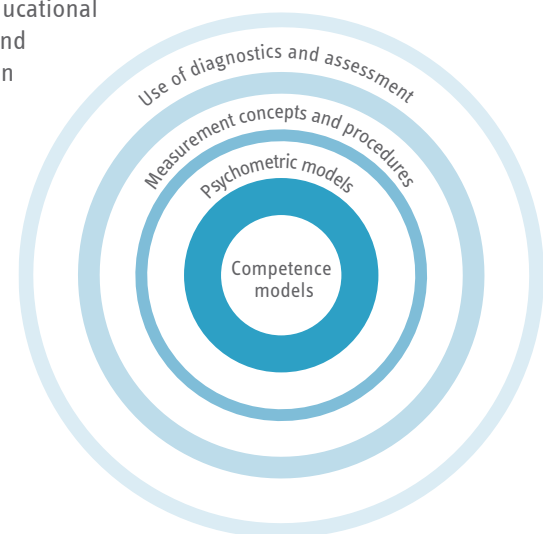 ucational
nd
n
Use of diagnostics and assessment
Measurement concepts and procedures
Psychometric models
Competence
models